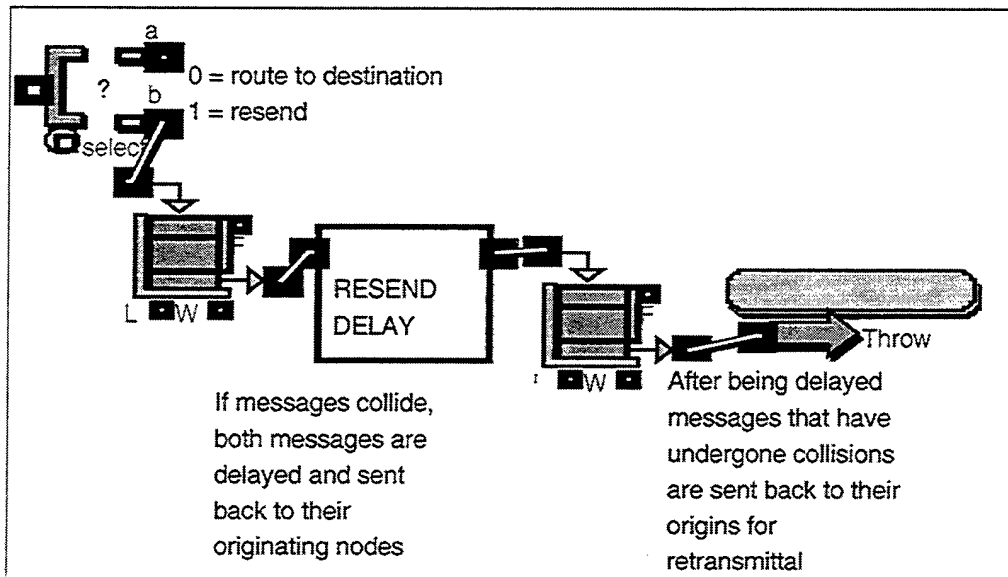 a
0 = route to destination
?
b
1 = resend
select
F
RESEND
DELAY
L W
F
W
Throw
If messages collide,
both messages are
delayed and sent
back to their
originating nodes
After being delayed
messages that have
undergone collisions
are sent back to their
origins for
retransmittal